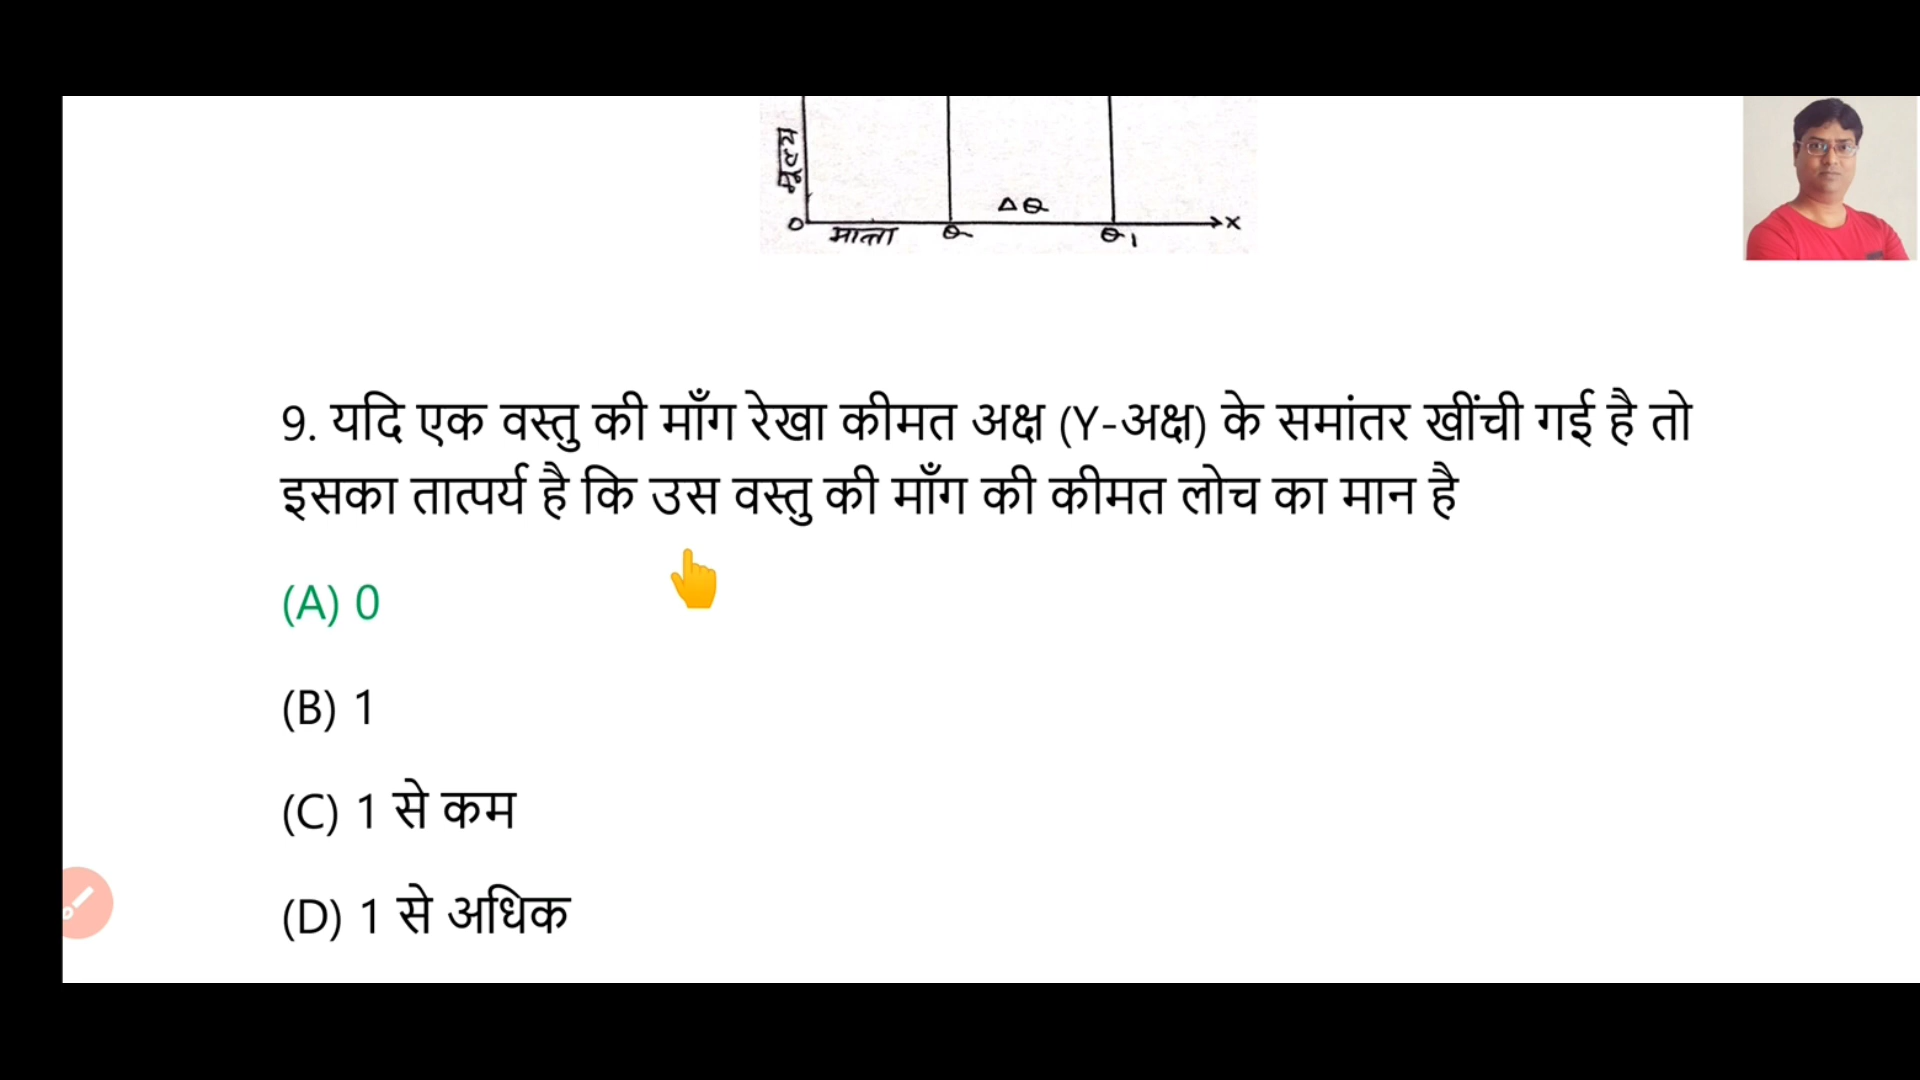 मूल्य
ΔQ
0 मात्रा Q Q1 X
9. यदि एक वस्तु की माँग रेखा कीमत अक्ष (Y-अक्ष) के समांतर खींची गई है तो
इसका तात्पर्य है कि उस वस्तु की माँग की कीमत लोच का मान है
(A) 0
(B) 1
(C) 1 से कम
(D) 1 से अधिक